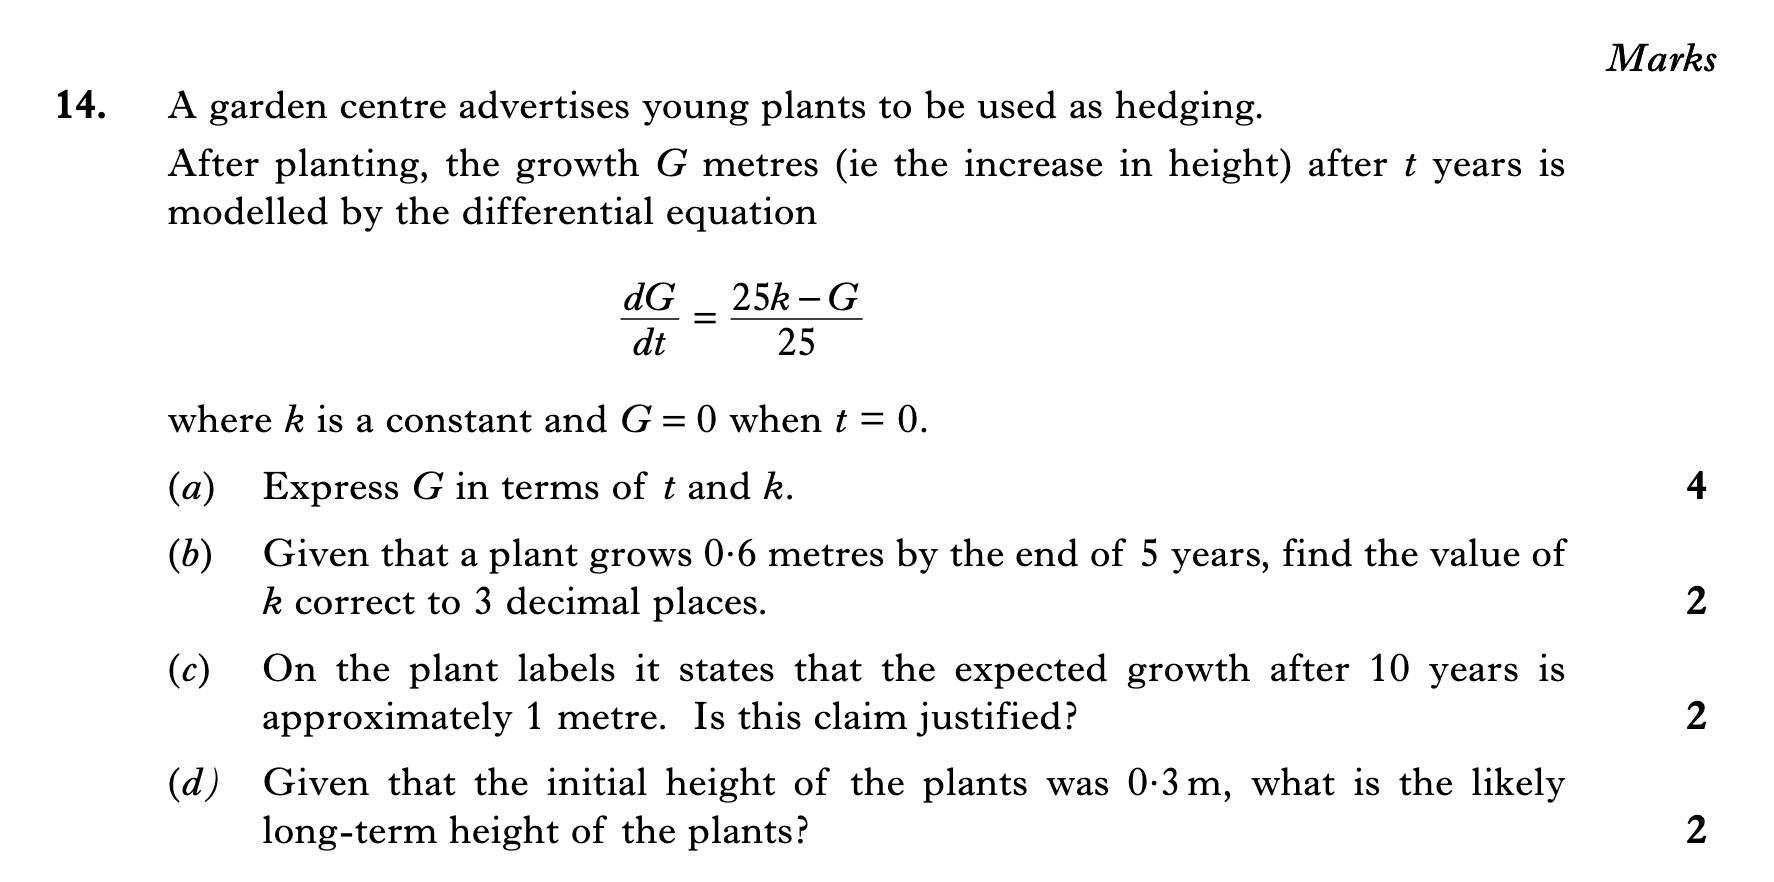 Marks
14. A garden centre advertises young plants to be used as hedging.
After planting, the growth G metres (ie the increase in height) after t years is
modelled by the differential equation
dG/dt = (25k – G)/25
where k is a constant and G = 0 when t = 0.
(a) Express G in terms of t and k. 4
(b) Given that a plant grows 0·6 metres by the end of 5 years, find the value of
k correct to 3 decimal places. 2
(c) On the plant labels it states that the expected growth after 10 years is
approximately 1 metre. Is this claim justified? 2
(d) Given that the initial height of the plants was 0·3 m, what is the likely
long-term height of the plants? 2